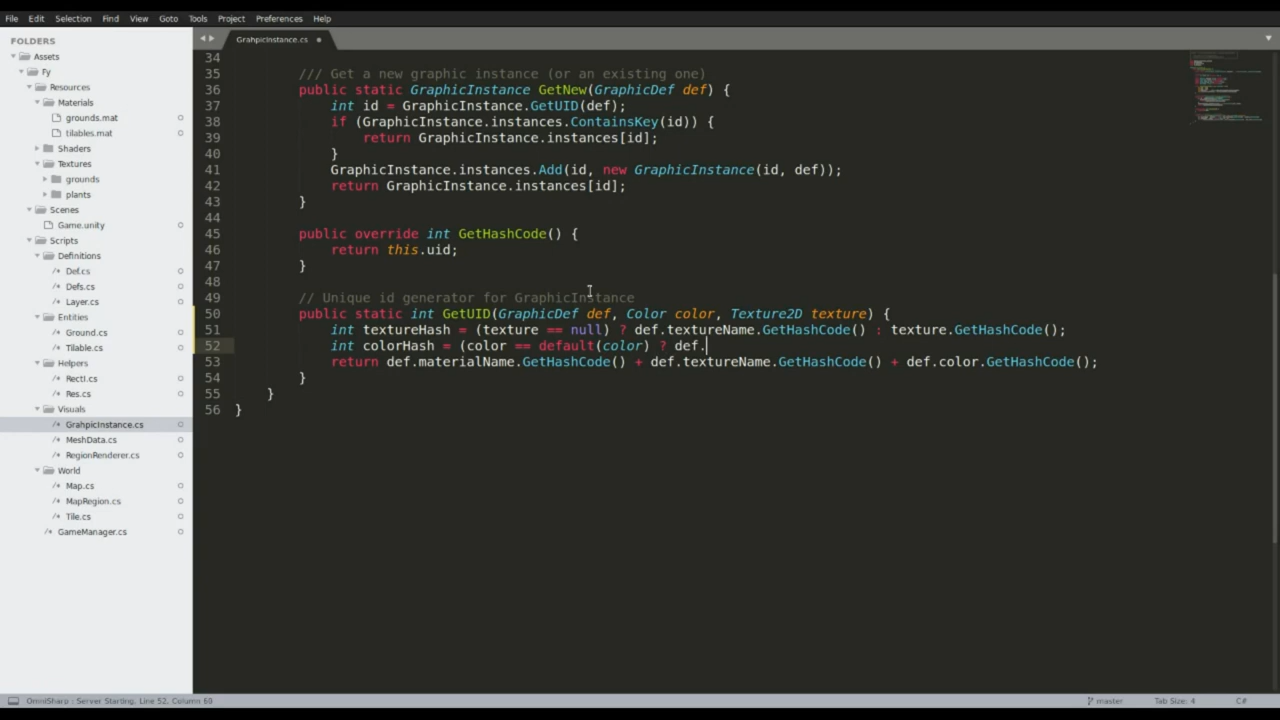 File Edit Selection Find View Goto Tools Project Preferences Help
FOLDERS
Assets
Fy
Resources
Materials
grounds.mat
tilables.mat
Shaders
Textures
grounds
plants
Scenes
Game.unity
Scripts
Definitions
Def.cs
Defs.cs
Layer.cs
Entities
Ground.cs
Tilable.cs
Helpers
RectI.cs
Res.cs
Visuals
GrahpicInstance.cs
MeshData.cs
RegionRenderer.cs
World
Map.cs
MapRegion.cs
Tile.cs
GameManager.cs
GrahpicInstance.cs
34
35 /// Get a new graphic instance (or an existing one)
36 public static GraphicInstance GetNew(GraphicDef def) {
37 int id = GraphicInstance.GetUID(def);
38 if (GraphicInstance.instances.ContainsKey(id)) {
39 return GraphicInstance.instances[id];
40 }
41 GraphicInstance.instances.Add(id, new GraphicInstance(id, def));
42 return GraphicInstance.instances[id];
43 }
44
45 public override int GetHashCode() {
46 return this.uid;
47 }
48
49 // Unique id generator for GraphicInstance
50 public static int GetUID(GraphicDef def, Color color, Texture2D texture) {
51 int textureHash = (texture == null) ? def.textureName.GetHashCode() : texture.GetHashCode();
52 int colorHash = (color == default(color) ? def.
53 return def.materialName.GetHashCode() + def.textureName.GetHashCode() + def.color.GetHashCode();
54 }
55 }
56 }
OmniSharp : Server Starting, Line 52, Column 60 master Tab Size: 4 C#